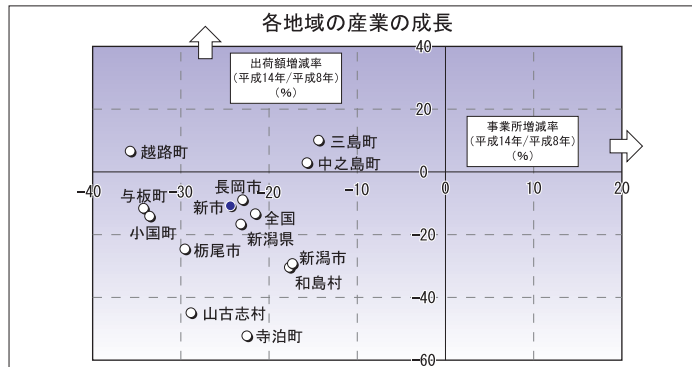 各地域の産業の成長
40
出荷額増減率
(平成14年/平成8年)
(%)
20
事業所増減率
(平成14年/平成8年)
(%)
三島町
越路町
中之島町
0
-40
-30
-20
-10
0
10
20
与板町
長岡市
新市
全国
小国町
新潟県
-20
栃尾市
新潟市
和島村
-40
山古志村
寺泊町
-60